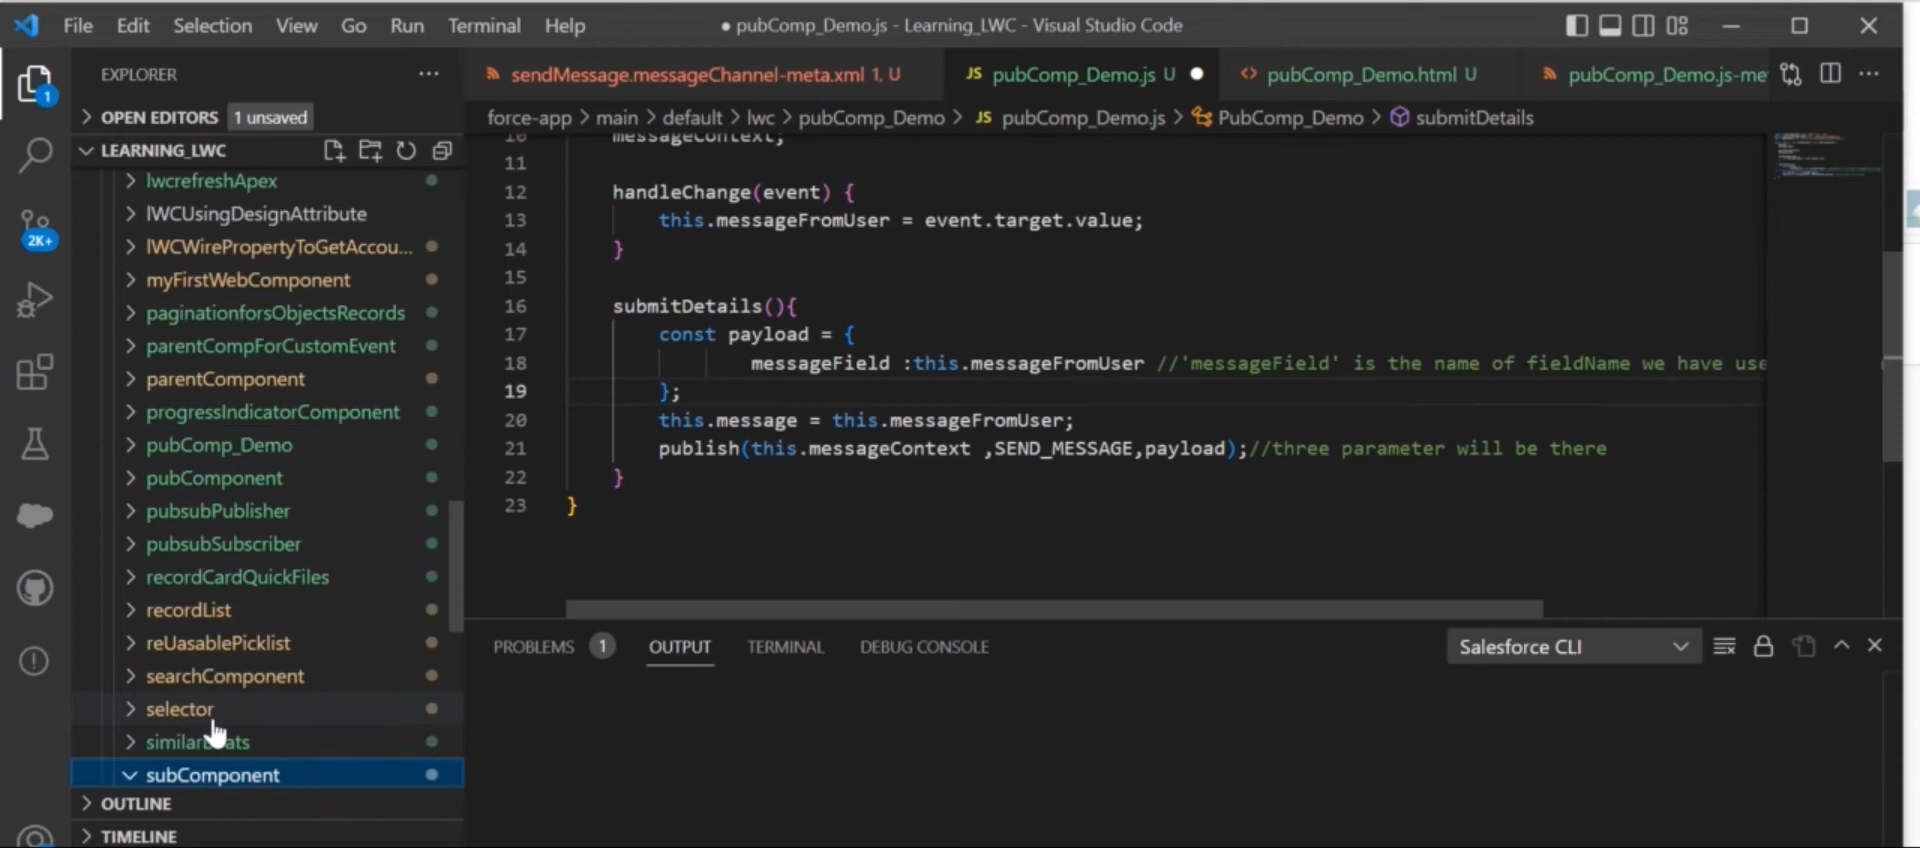 File Edit Selection View Go Run Terminal Help ● pubComp_Demo.js - Learning_LWC - Visual Studio Code
EXPLORER ...
1
sendMessage.messageChannel-meta.xml 1, U JS pubComp_Demo.js U ● <> pubComp_Demo.html U pubComp_Demo.js-me
OPEN EDITORS 1 unsaved
force-app > main > default > lwc > pubComp_Demo > JS pubComp_Demo.js > PubComp_Demo > submitDetails
LEARNING_LWC
lwcrefreshApex
lWCUsingDesignAttribute
2K+
lWCWirePropertyToGetAccou...
myFirstWebComponent
paginationforsObjectsRecords
parentCompForCustomEvent
parentComponent
progressIndicatorComponent
pubComp_Demo
pubComponent
pubsubPublisher
pubsubSubscriber
recordCardQuickFiles
recordList
reUasablePicklist
searchComponent
selector
subComponent
OUTLINE
TIMELINE
10 messageContext;
11
12 handleChange(event) {
13 this.messageFromUser = event.target.value;
14 }
15
16 submitDetails(){
17 const payload = {
18 messageField :this.messageFromUser //'messageField' is the name of fieldName we have use
19 };
20 this.message = this.messageFromUser;
21 publish(this.messageContext ,SEND_MESSAGE,payload);//three parameter will be there
22 }
23 }
PROBLEMS 1 OUTPUT TERMINAL DEBUG CONSOLE Salesforce CLI